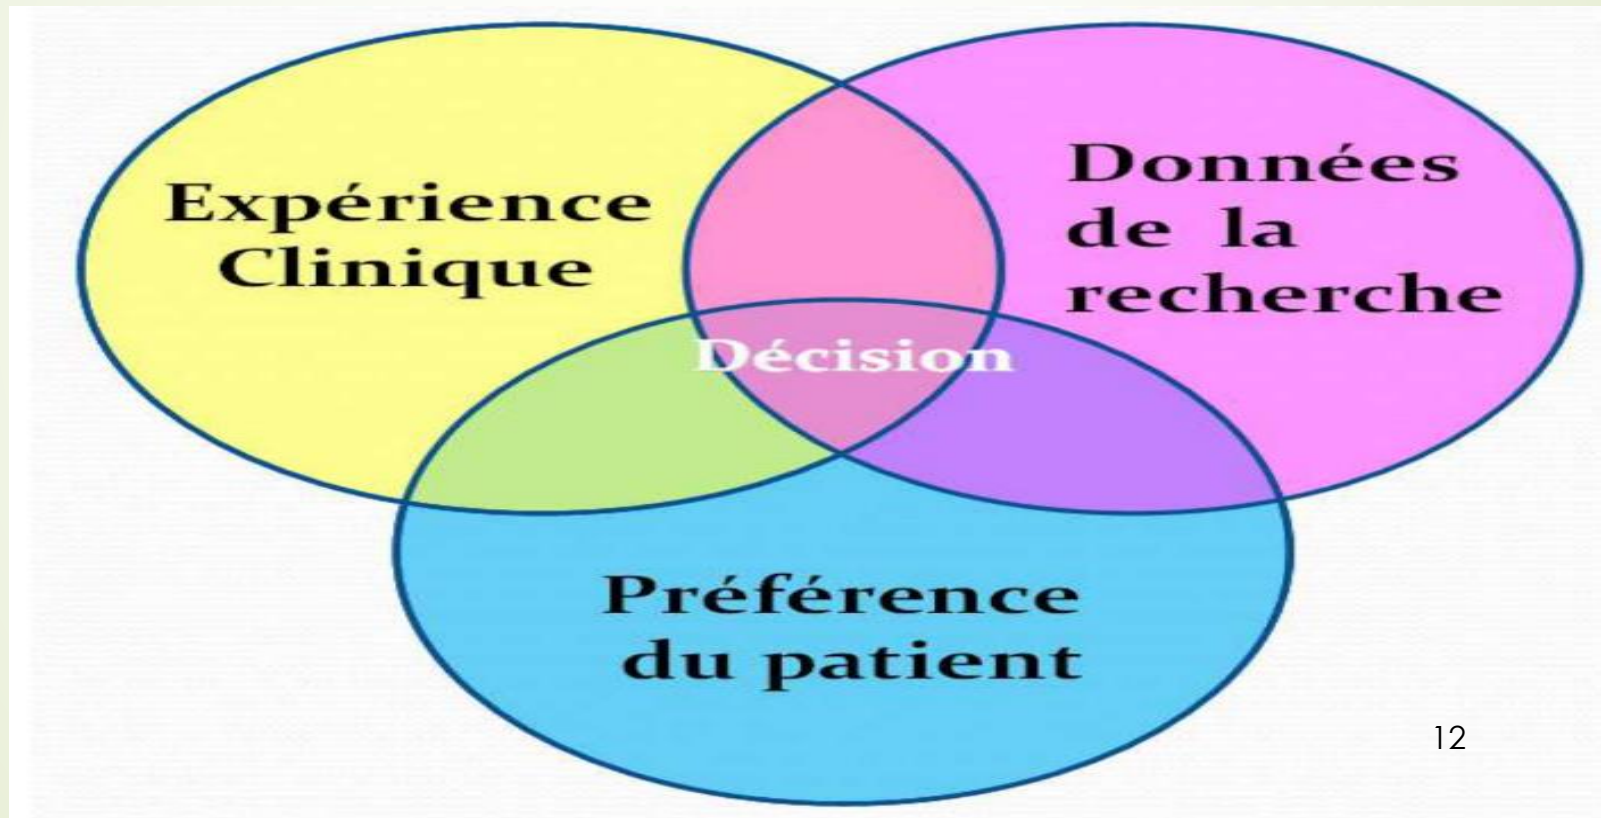 Expérience
Clinique
Données
de la
recherche
Décision
Préférence
du patient
12